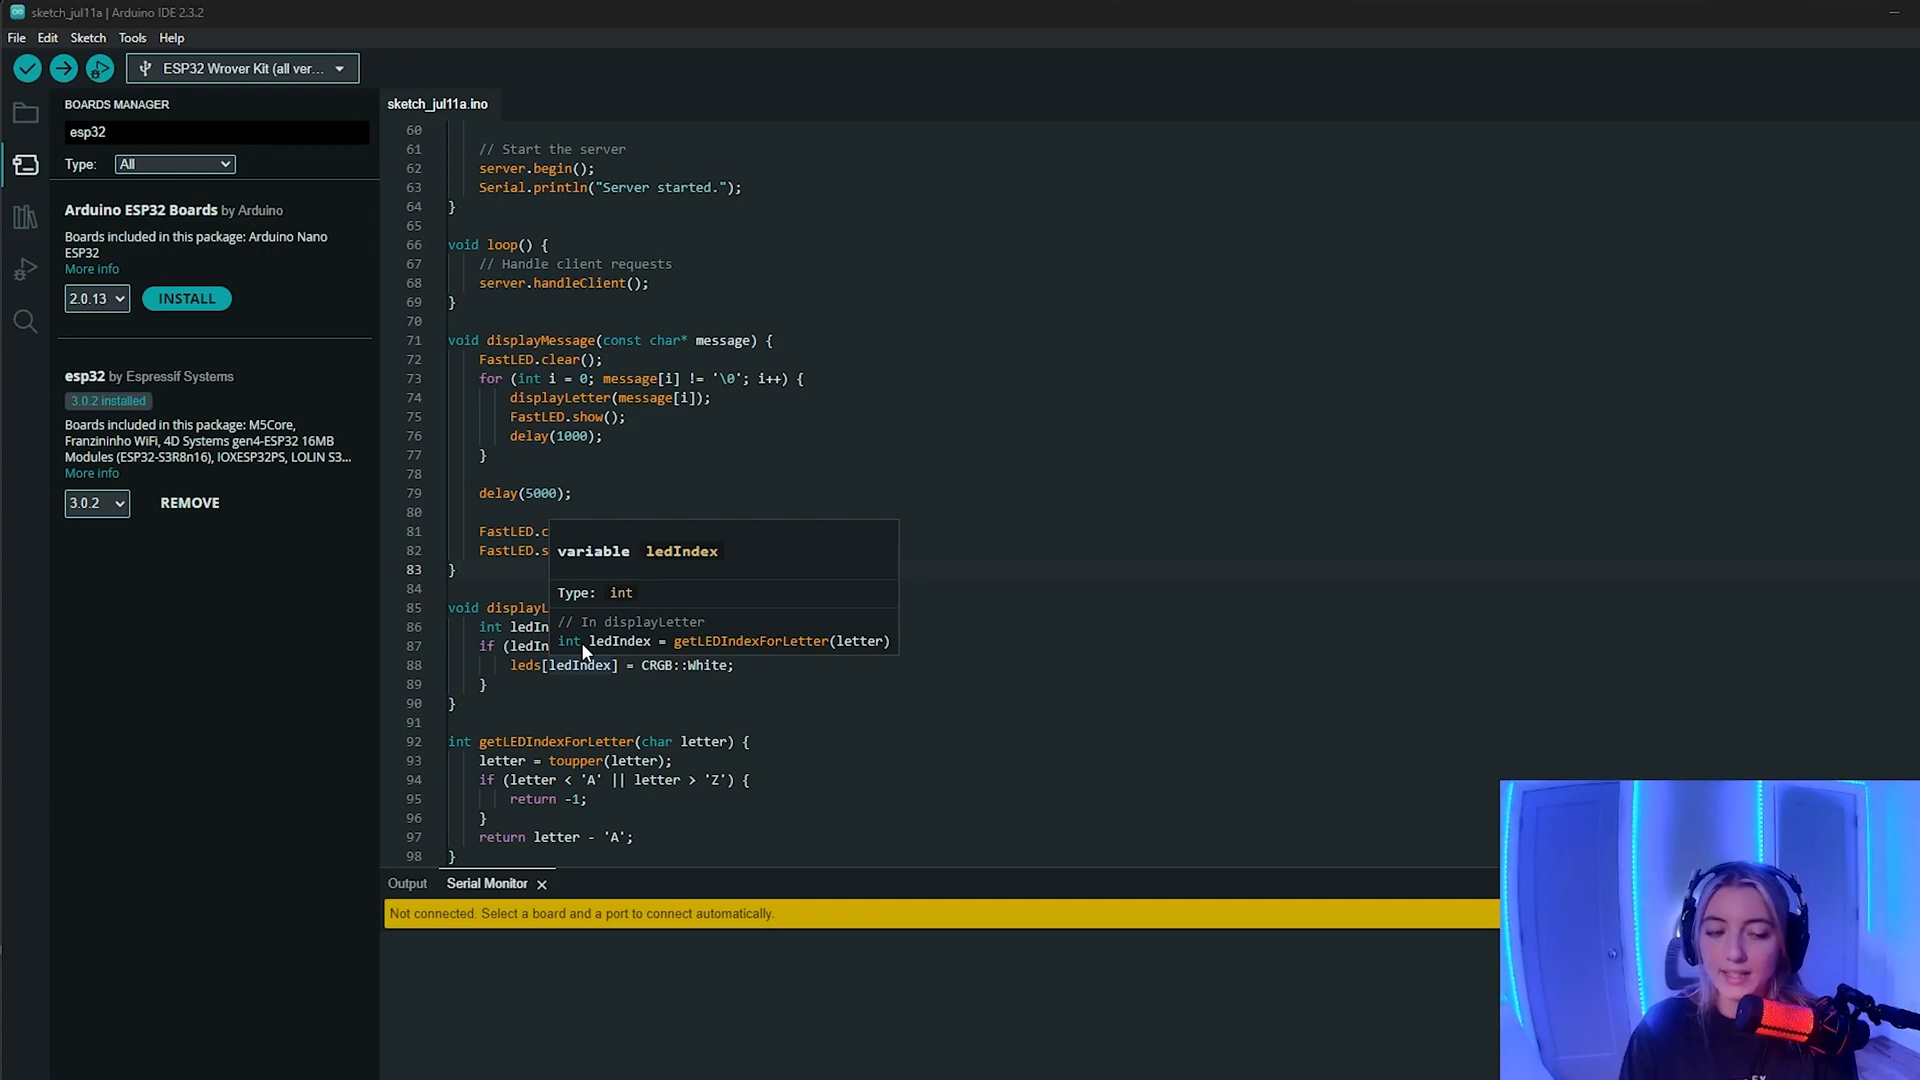 sketch_jul11a | Arduino IDE 2.3.2
File Edit Sketch Tools Help
ESP32 Wrover Kit (all ver...
BOARDS MANAGER
esp32
Type: All
Arduino ESP32 Boards by Arduino
Boards included in this package: Arduino Nano
ESP32
More info
2.0.13 INSTALL
esp32 by Espressif Systems
3.0.2 installed
Boards included in this package: M5Core,
Franzininho WiFi, 4D Systems gen4-ESP32 16MB
Modules (ESP32-S3R8n16), IOXESP32PS, LOLIN S3...
More info
3.0.2 REMOVE
sketch_jul11a.ino
60
61 // Start the server
62 server.begin();
63 Serial.println("Server started.");
64 }
65
66 void loop() {
67 // Handle client requests
68 server.handleClient();
69 }
70
71 void displayMessage(const char* message) {
72 FastLED.clear();
73 for (int i = 0; message[i] != '\0'; i++) {
74 displayLetter(message[i]);
75 FastLED.show();
76 delay(1000);
77 }
78
79 delay(5000);
80
81 FastLED.c
82 FastLED.s
83 }
84
85 void displayL
86 int ledIn
87 if (ledIn
88 leds[ledIndex] = CRGB::White;
89 }
90 }
91
92 int getLEDIndexForLetter(char letter) {
93 letter = toupper(letter);
94 if (letter < 'A' || letter > 'Z') {
95 return -1;
96 }
97 return letter - 'A';
98 }
variable ledIndex
Type: int
// In displayLetter
int ledIndex = getLEDIndexForLetter(letter)
Output Serial Monitor
Not connected. Select a board and a port to connect automatically.